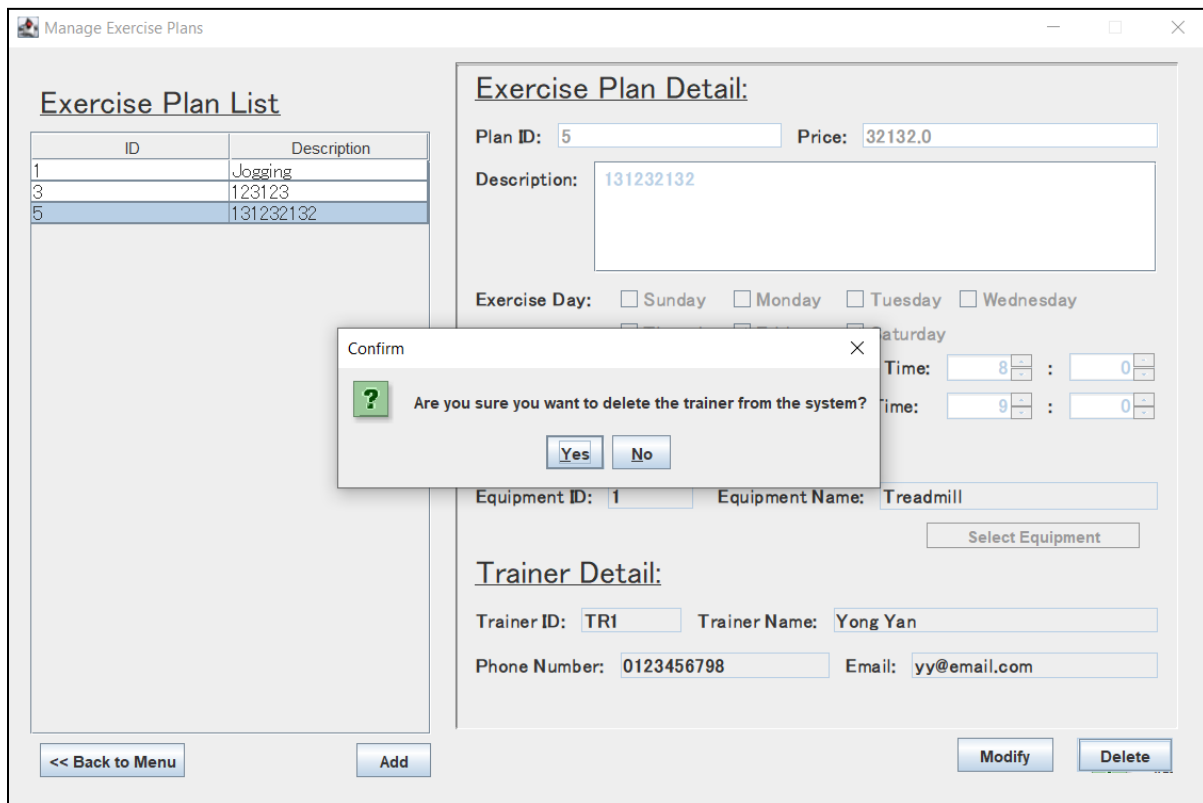 Manage Exercise Plans
Exercise Plan List
ID Description
1 Jogging
3 123123
5 131232132
<< Back to Menu Add
Exercise Plan Detail:
Plan ID: 5 Price: 32132.0
Description: 131232132
Exercise Day: Sunday Monday Tuesday Wednesday
aturday
Time: 8 : 0
ime: 9 : 0
Confirm
Are you sure you want to delete the trainer from the system?
Yes No
Equipment ID: 1 Equipment Name: Treadmill
Select Equipment
Trainer Detail:
Trainer ID: TR1 Trainer Name: Yong Yan
Phone Number: 0123456798 Email: yy@email.com
Modify Delete